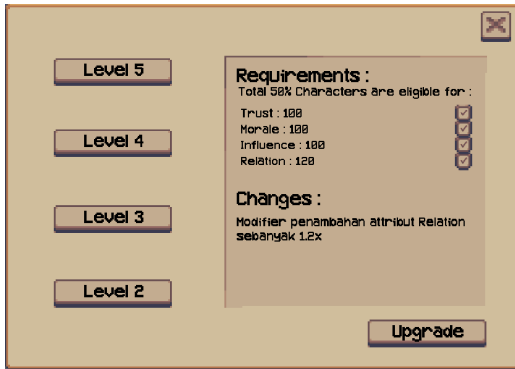 Level 5
Level 4
Level 3
Level 2
Requirements :
Total 50% Characters are eligible for :
Trust : 100
Morale : 100
Influence : 100
Relation : 120
Changes :
Modifier penambahan attribut Relation
sebanyak 1.2x
Upgrade